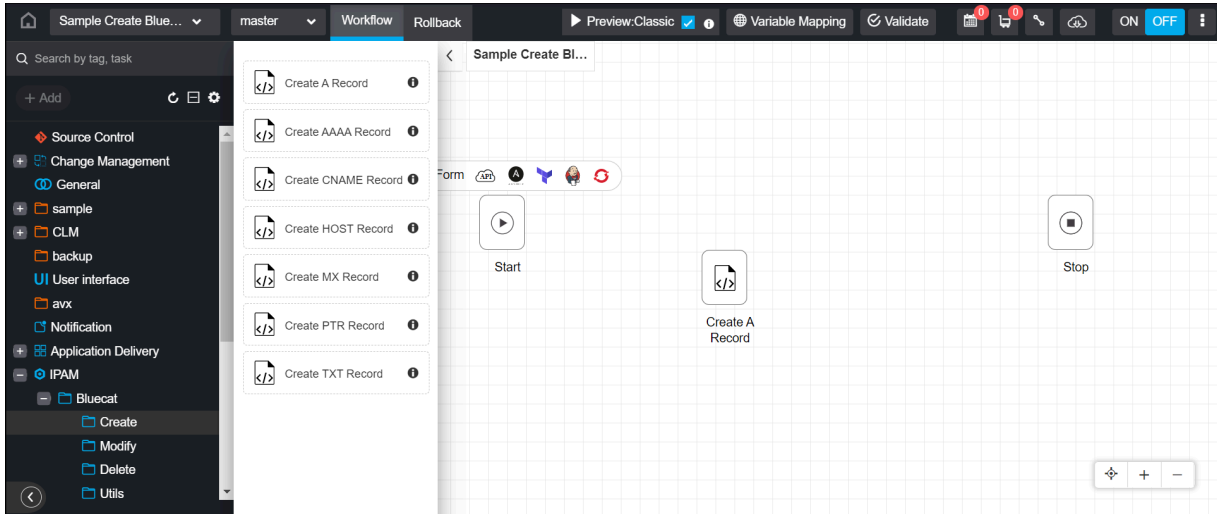 Sample Create Blue...
master
Workflow
Rollback
Preview:Classic
Variable Mapping
Validate
0
0
ON
OFF
Search by tag, task
+ Add
Source Control
Change Management
General
sample
CLM
backup
User interface
avx
Notification
Application Delivery
IPAM
Bluecat
Create
Modify
Delete
Utils
Create A Record
Create AAAA Record
Create CNAME Record
Create HOST Record
Create MX Record
Create PTR Record
Create TXT Record
Sample Create Bl...
Form
API
Start
Create A
Record
Stop